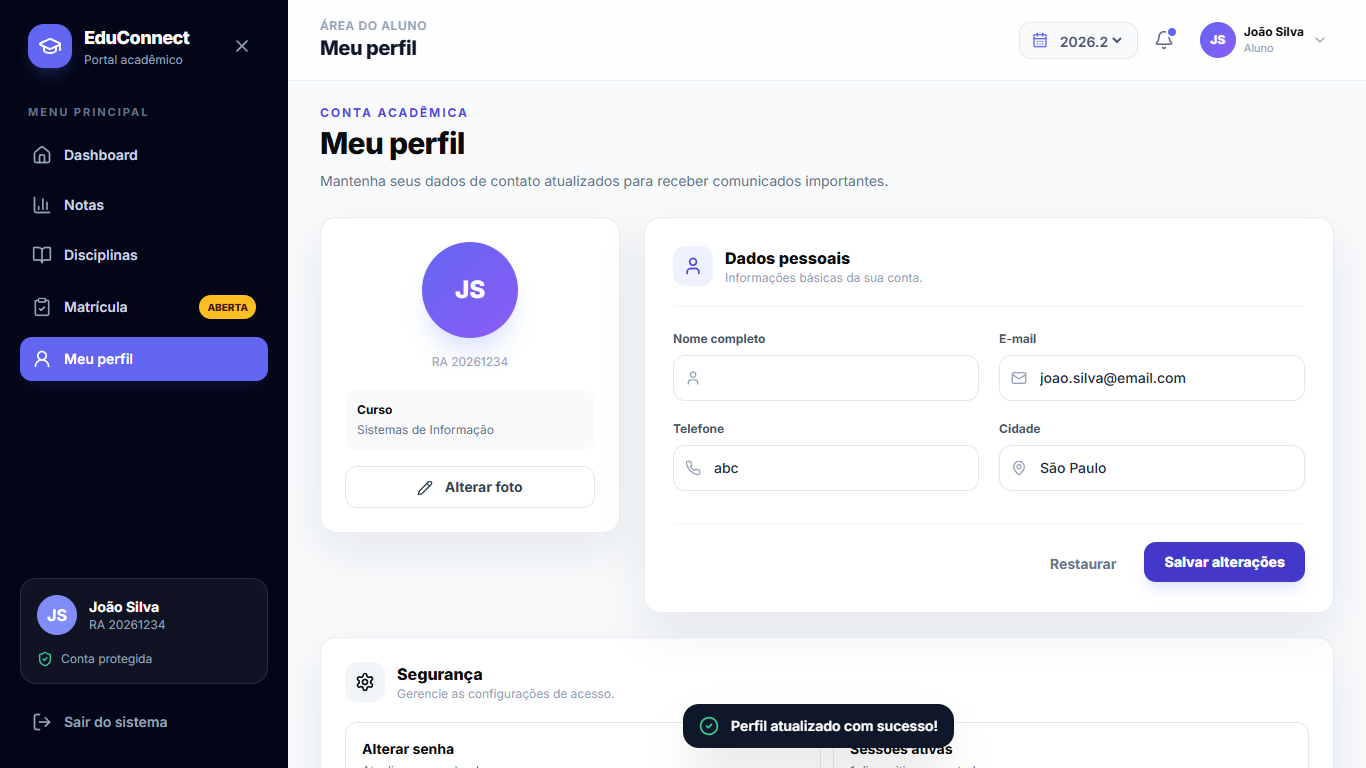 EduConnect
Portal acadêmico
MENU PRINCIPAL
Dashboard
Notas
Disciplinas
Matrícula
ABERTA
Meu perfil
JS
João Silva
RA 20261234
Conta protegida
Sair do sistema
ÁREA DO ALUNO
Meu perfil
2026.2
JS
João Silva
Aluno
CONTA ACADÊMICA
Meu perfil
Mantenha seus dados de contato atualizados para receber comunicados importantes.
JS
RA 20261234
Curso
Sistemas de Informação
Alterar foto
Dados pessoais
Informações básicas da sua conta.
Nome completo
E-mail
joao.silva@email.com
Telefone
abc
Cidade
São Paulo
Restaurar
Salvar alterações
Segurança
Gerencie as configurações de acesso.
Perfil atualizado com sucesso!
Alterar senha
Sessões ativas